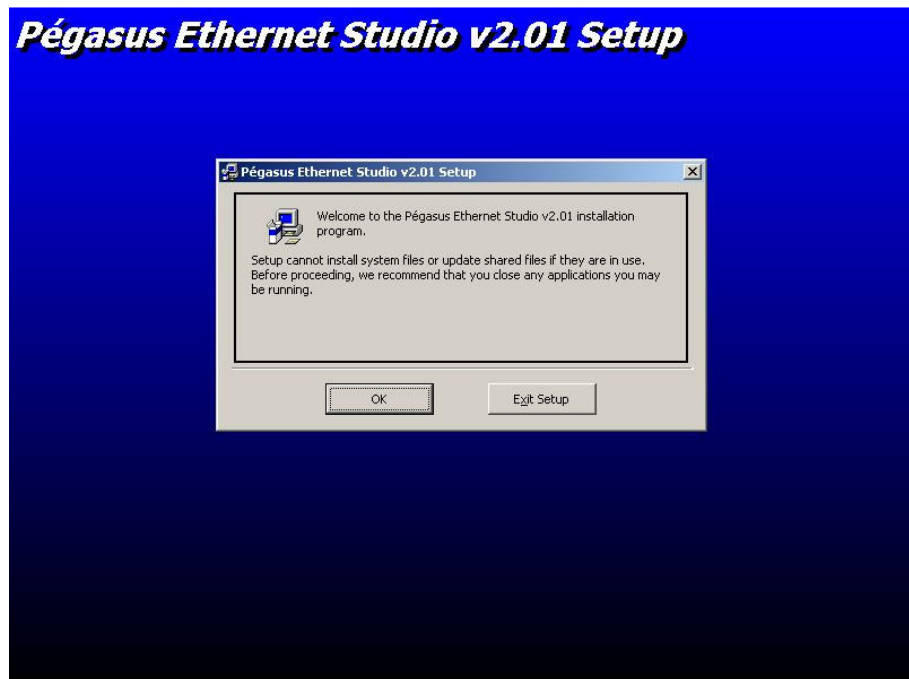 Pégasus Ethernet Studio v2.01 Setup
Pégasus Ethernet Studio v2.01 Setup
Welcome to the Pégasus Ethernet Studio v2.01 installation
program.
Setup cannot install system files or update shared files if they are in use.
Before proceeding, we recommend that you close any applications you may
be running.
OK
Exit Setup